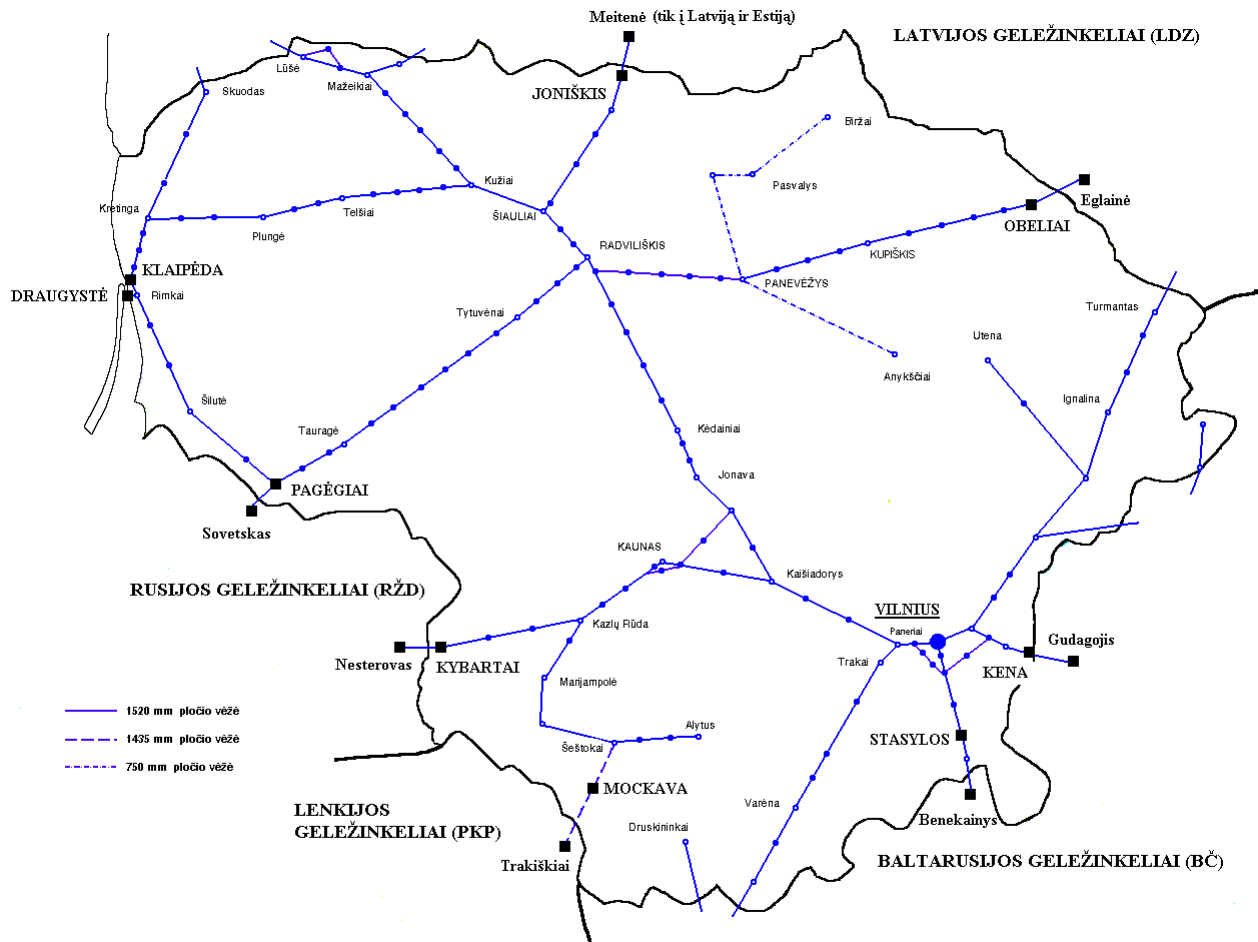 Meitenė (tik į Latviją ir Estiją)
LATVIJOS GELEŽINKELIAI (LDZ)
Lūšė
Mažeikiai
JONIŠKIS
Skuodas
Biržai
Kužiai
Pasvalys
Eglainė
Kretinga
Telšiai
ŠIAULIAI
OBELIAI
Plungė
RADVILIŠKIS
KUPIŠKIS
KLAIPĖDA
PANEVĖŽYS
DRAUGYSTĖ
Rimkai
Tytuvėnai
Turmantas
Utena
Anykščiai
Šilutė
Ignalina
Tauragė
Kėdainiai
Jonava
PAGĖGIAI
Sovetskas
KAUNAS
Kaišiadorys
RUSIJOS GELEŽINKELIAI (RŽD)
VILNIUS
Kazlų Rūda
Paneriai
Gudagojis
Nesterovas
KYBARTAI
Trakai
KENA
Marijampolė
1520 mm pločio vėžė
Alytus
1435 mm pločio vėžė
Šeštokai
STASYLOS
750 mm pločio vėžė
MOCKAVA
LENKIJOS
GELEŽINKELIAI (PKP)
Varėna
Druskininkai
Benekainys
Trakiškiai
BALTARUSIJOS GELEŽINKELIAI (BČ)